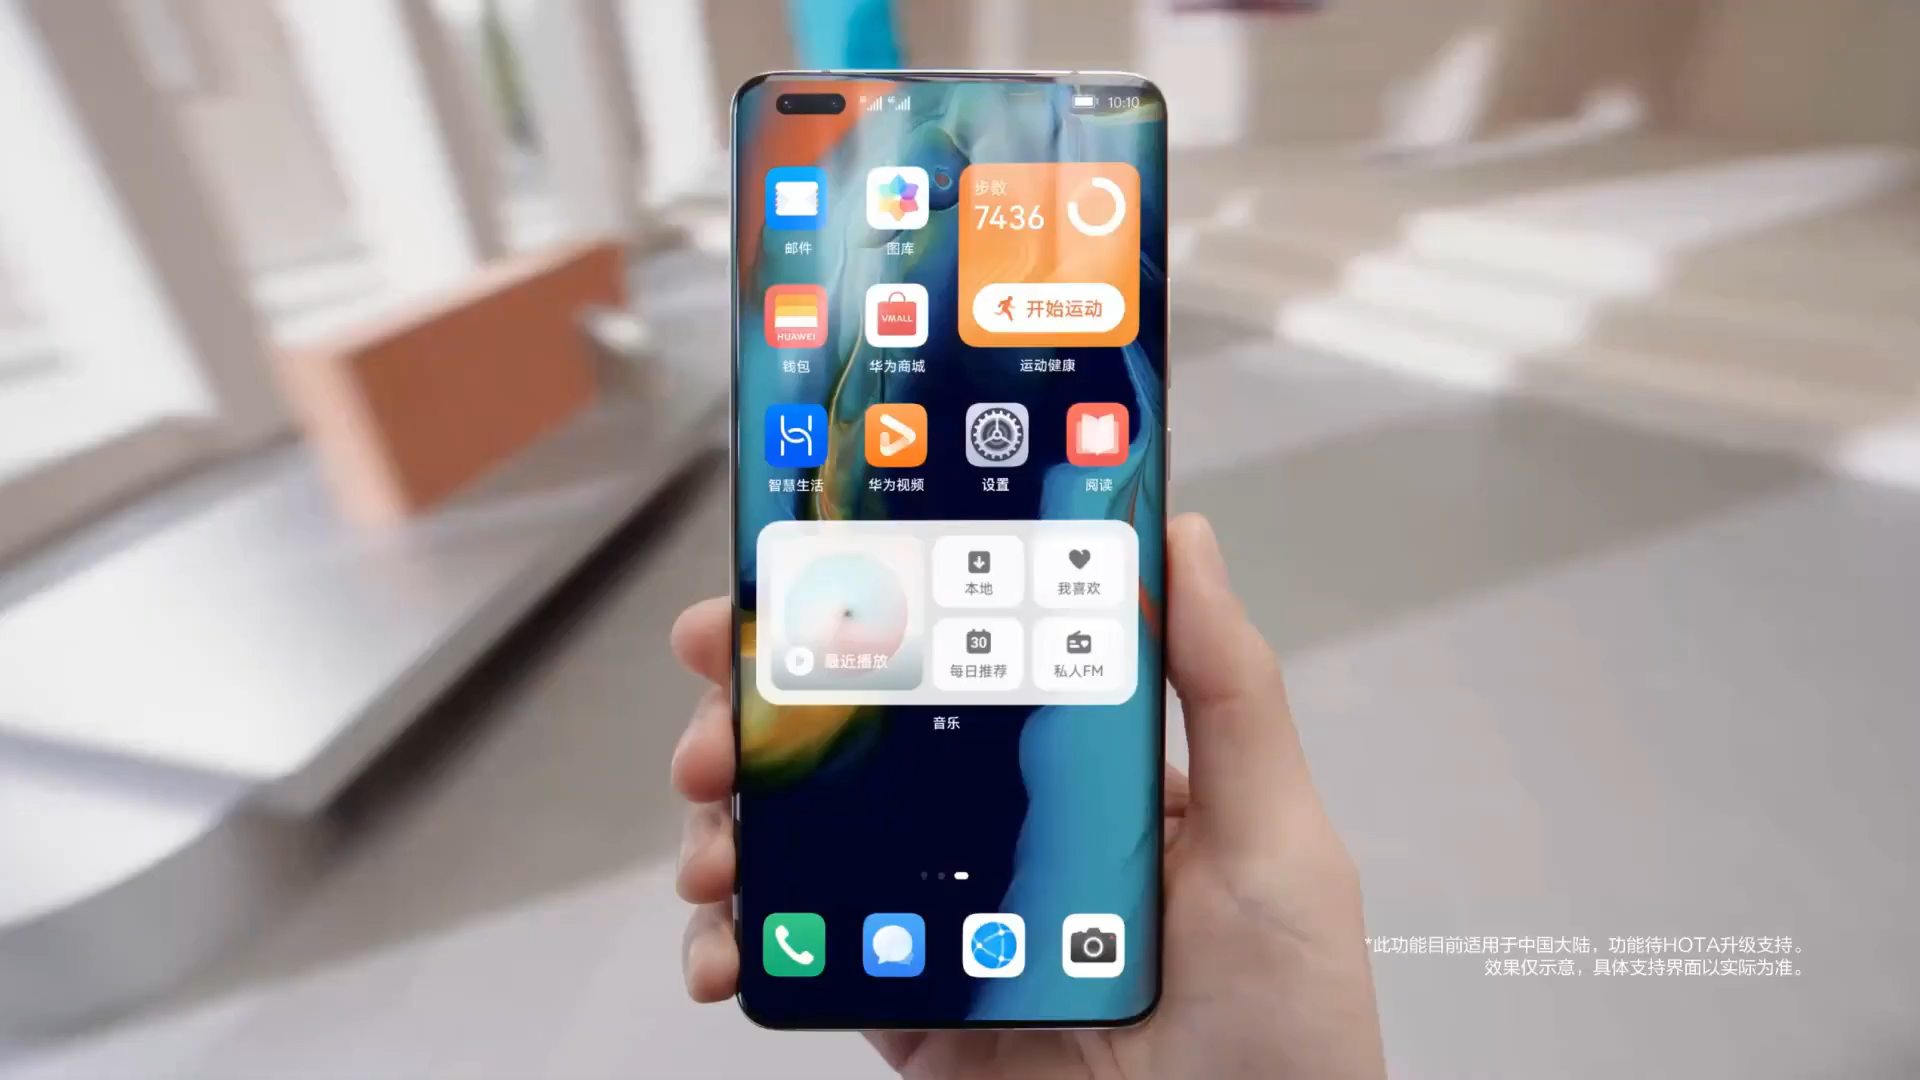 10:10
步数
7436
开始运动
邮件
图库
HUAWEI
VMALL
钱包
华为商城
运动健康
智慧生活
华为视频
设置
阅读
本地
我喜欢
最近播放
30
每日推荐
私人FM
音乐
*此功能目前适用于中国大陆，功能待HOTA升级支持。
效果仅示意，具体支持界面以实际为准。